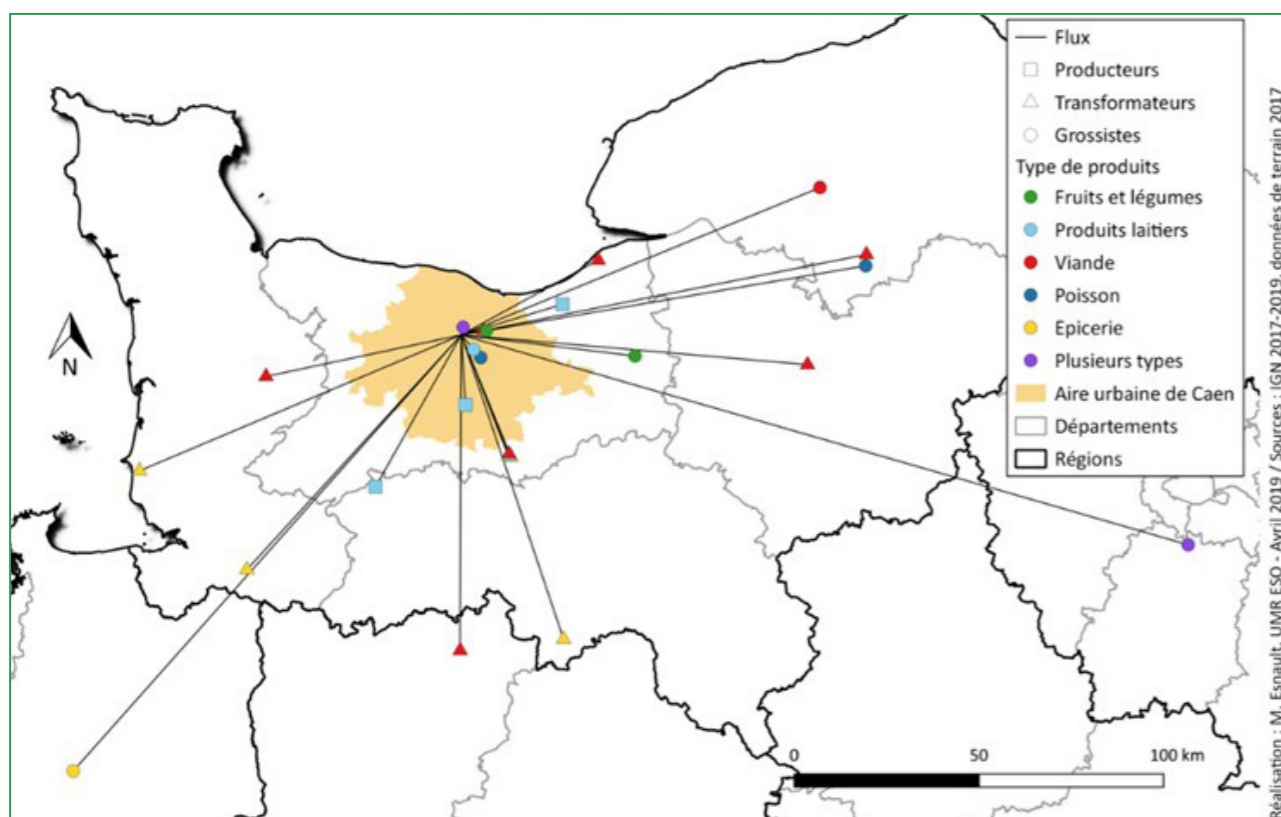 Flux
Producteurs
Transformateurs
Grossistes
Type de produits
Fruits et légumes
Produits laitiers
Viande
Poisson
Epicerie
Plusieurs types
Aire urbaine de Caen
Départements
Régions
N
0 50 100 km
Réalisation : M. Esnault, UMR ESO - Avril 2019 / Sources : IGN 2017-2019, données de terrain 2017